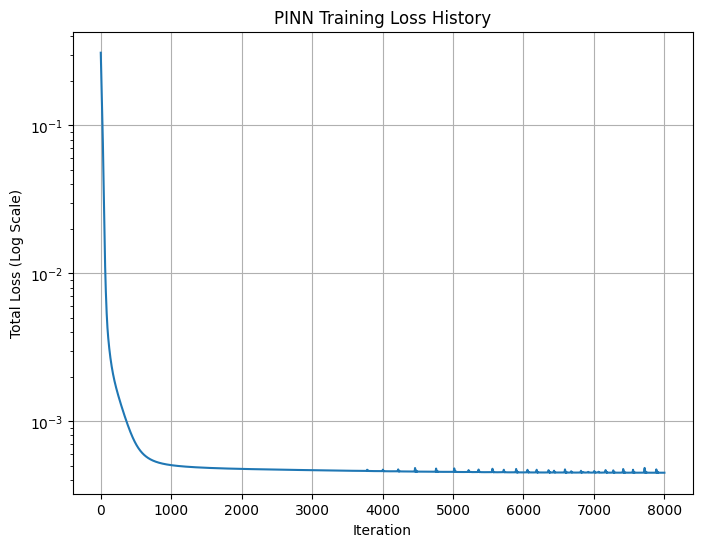 PINN Training Loss History
Total Loss (Log Scale)
10⁻¹
10⁻²
10⁻³
0 1000 2000 3000 4000 5000 6000 7000 8000
Iteration